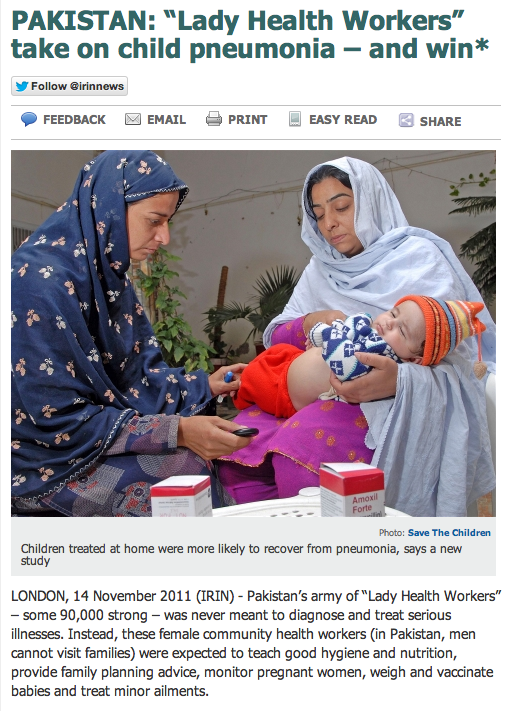 PAKISTAN: “Lady Health Workers”
take on child pneumonia – and win*
Follow @irinnews
FEEDBACK
EMAIL
PRINT
EASY READ
SHARE
Amoxil
Forte
Photo: Save The Children
Children treated at home were more likely to recover from pneumonia, says a new
study
LONDON, 14 November 2011 (IRIN) - Pakistan’s army of “Lady Health Workers”
– some 90,000 strong – was never meant to diagnose and treat serious
illnesses. Instead, these female community health workers (in Pakistan, men
cannot visit families) were expected to teach good hygiene and nutrition,
provide family planning advice, monitor pregnant women, weigh and vaccinate
babies and treat minor ailments.